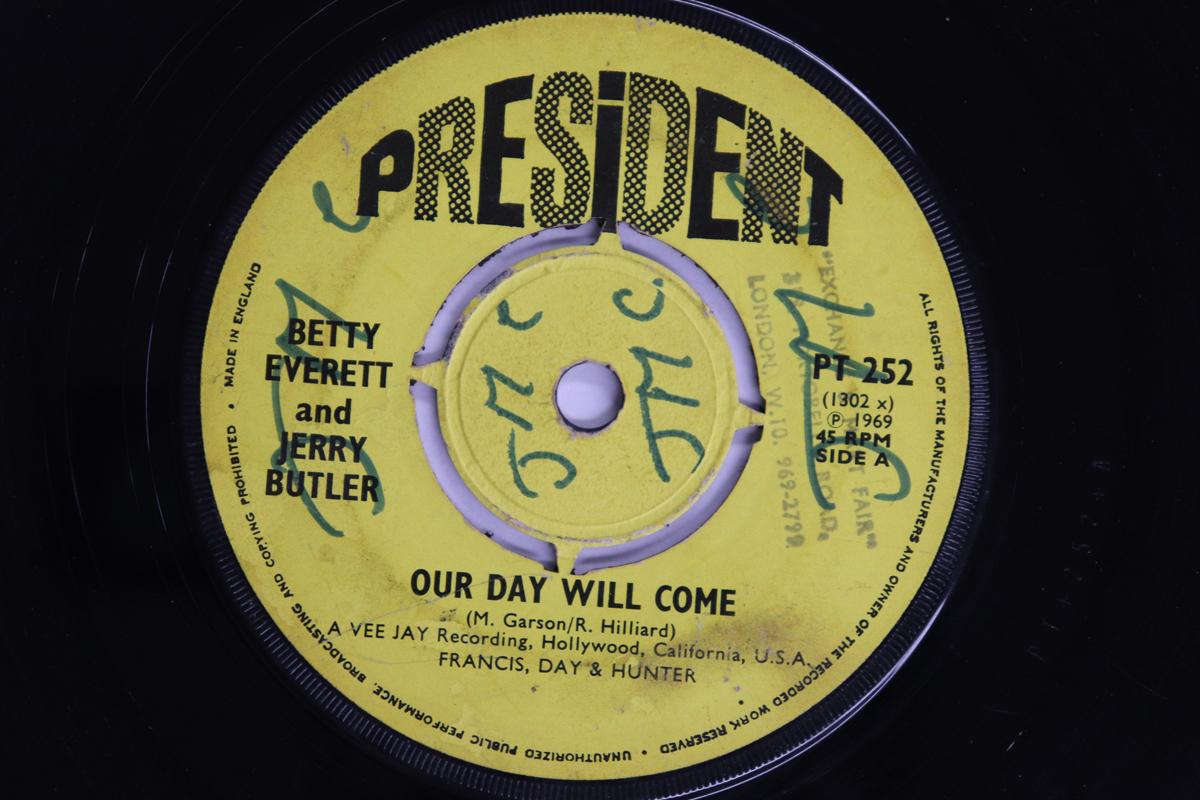 PRESiDENT
BETTY
EVERETT
and
JERRY
BUTLER
PT 252
(1302 x)
Ⓟ 1969
45 RPM
SIDE A
OUR DAY WILL COME
(M. Garson/R. Hilliard)
A VEE JAY Recording, Hollywood, California, U.S.A.
FRANCIS, DAY & HUNTER
MADE IN ENGLAND
ALL RIGHTS OF THE MANUFACTURERS AND OWNER OF THE RECORDED WORK RESERVED • UNAUTHORIZED PUBLIC PERFORMANCE, BROADCASTING AND COPYING PROHIBITED •
FAIR"
ROAD,
LONDON, W.10. 969-2799